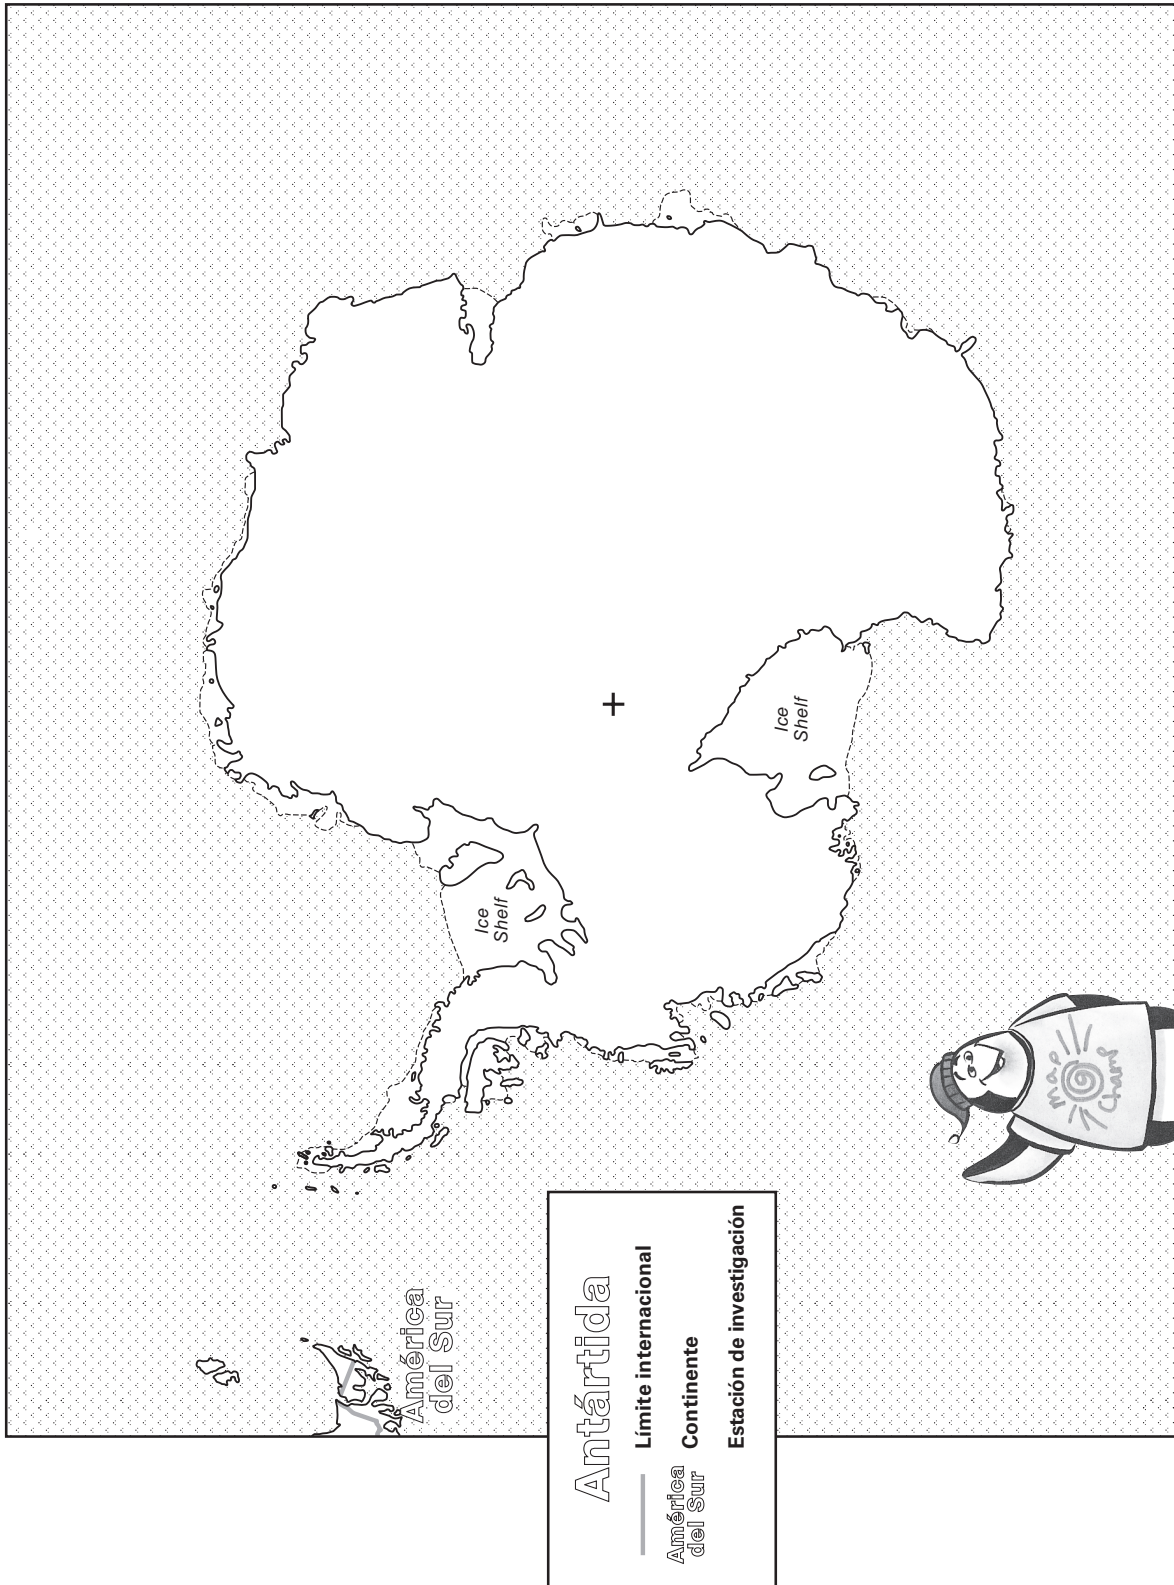 Ice
Shelf
Ice
Shelf
map
champ
América
del Sur
Antártida
Límite internacional
América
del Sur
Continente
Estación de investigación